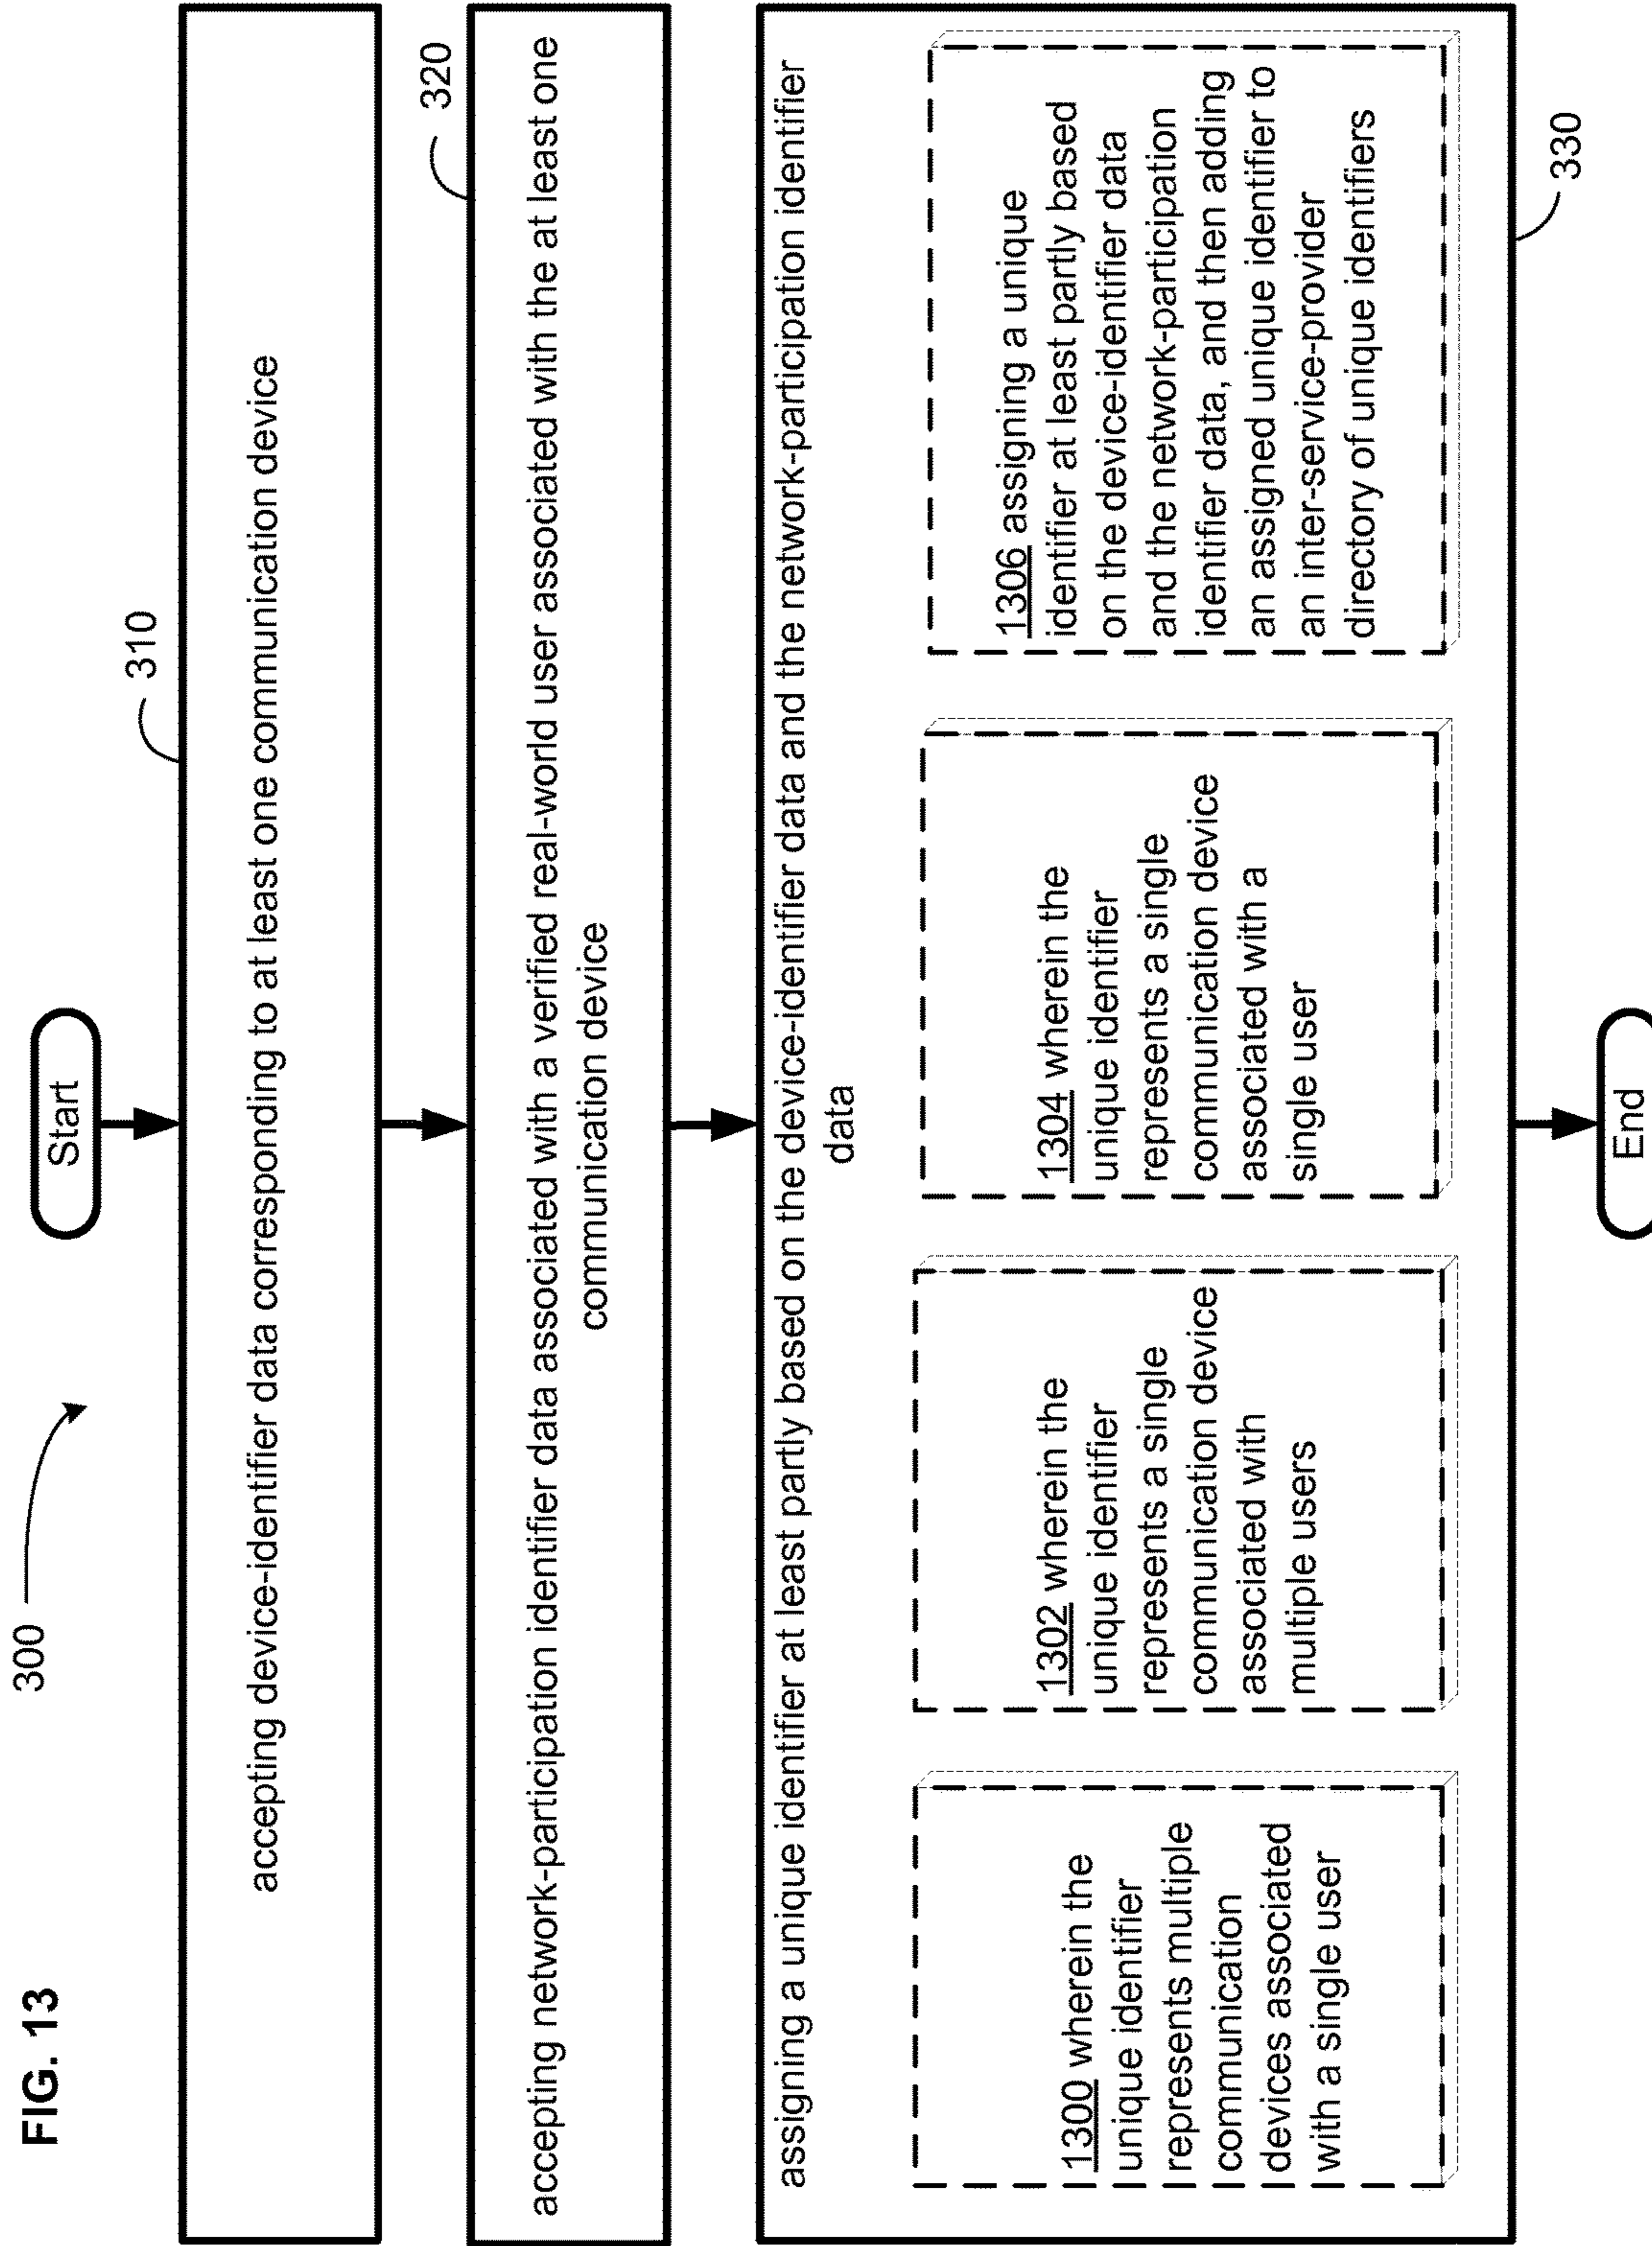 FIG. 13
300
Start
310
accepting device-identifier data corresponding to at least one communication device
320
accepting network-participation identifier data associated with a verified real-world user associated with the at least one
communication device
assigning a unique identifier at least partly based on the device-identifier data and the network-participation identifier
data
1300 wherein the
unique identifier
represents multiple
communication
devices associated
with a single user
1302 wherein the
unique identifier
represents a single
communication device
associated with
multiple users
1304 wherein the
unique identifier
represents a single
communication device
associated with a
single user
1306 assigning a unique
identifier at least partly based
on the device-identifier data
and the network-participation
identifier data, and then adding
an assigned unique identifier to
an inter-service-provider
directory of unique identifiers
330
End